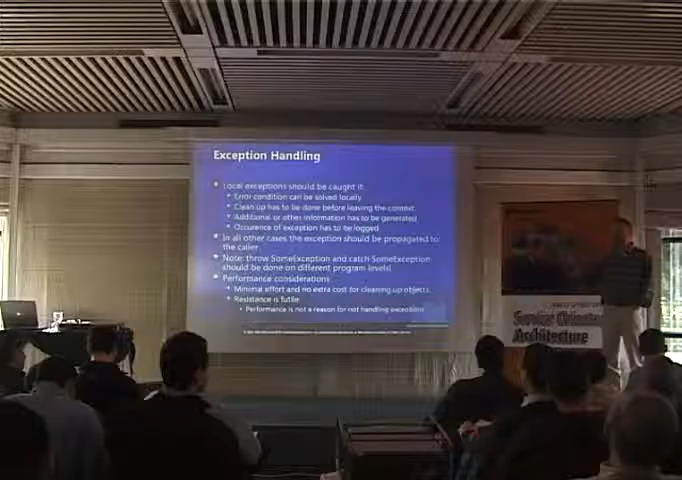 Exception Handling
Local exceptions should be caught if:
Error condition can be solved locally
Clean up has to be done before leaving the context
Additional or other information has to be generated
Occurence of exception has to be logged
In all other cases the exception should be propagated to
the caller
Note: throw SomeException and catch SomeException
should be done on different program levels!
Performance considerations
Minimal effort and no extra cost for cleaning up objects
Resistance is futile
Performance is not a reason for not handling exceptions
Service Oriented
Architecture